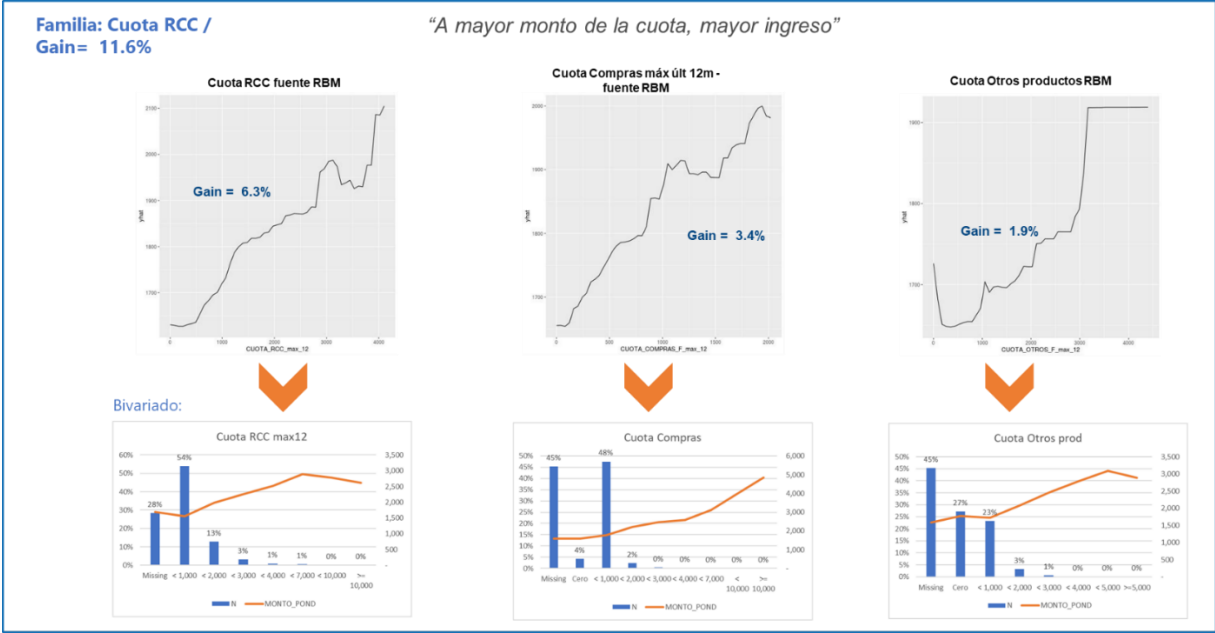 Familia: Cuota RCC /
Gain= 11.6%
“A mayor monto de la cuota, mayor ingreso”
Cuota RCC fuente RBM
2100
2000
1900
1800
1700
yhat
Gain = 6.3%
0 1000 2000 3000 4000
CUOTA_RCC_max_12
Cuota Compras máx últ 12m -
fuente RBM
2000
1900
1800
1700
yhat
Gain = 3.4%
0 500 1000 1500 2000
CUOTA_COMPRAS_F_max_12
Cuota Otros productos RBM
1900
1800
1700
yhat
Gain = 1.9%
0 1000 2000 3000 4000
CUOTA_OTROS_F_max_12
Bivariado:
Cuota RCC max12
60%
50%
40%
30%
20%
10%
0%
28% 54% 13% 3% 1% 1% 0% 0%
3,500
3,000
2,500
2,000
1,500
1,000
500
-
Missing < 1,000 < 2,000 < 3,000 < 4,000 < 7,000 < 10,000 >=
10,000
N MONTO_POND
Cuota Compras
50%
45%
40%
35%
30%
25%
20%
15%
10%
5%
0%
45% 4% 48% 2% 0% 0% 0% 0% 0%
6,000
5,000
4,000
3,000
2,000
1,000
-
Missing Cero < 1,000 < 2,000 < 3,000 < 4,000 < 7,000 < >=
10,000 10,000
N MONTO_POND
Cuota Otros prod
50%
45%
40%
35%
30%
25%
20%
15%
10%
5%
0%
45% 27% 23% 3% 1% 0% 0% 0%
3,500
3,000
2,500
2,000
1,500
1,000
500
-
Missing Cero < 1,000 < 2,000 < 3,000 < 4,000 < 5,000 >=5,000
N MONTO_POND